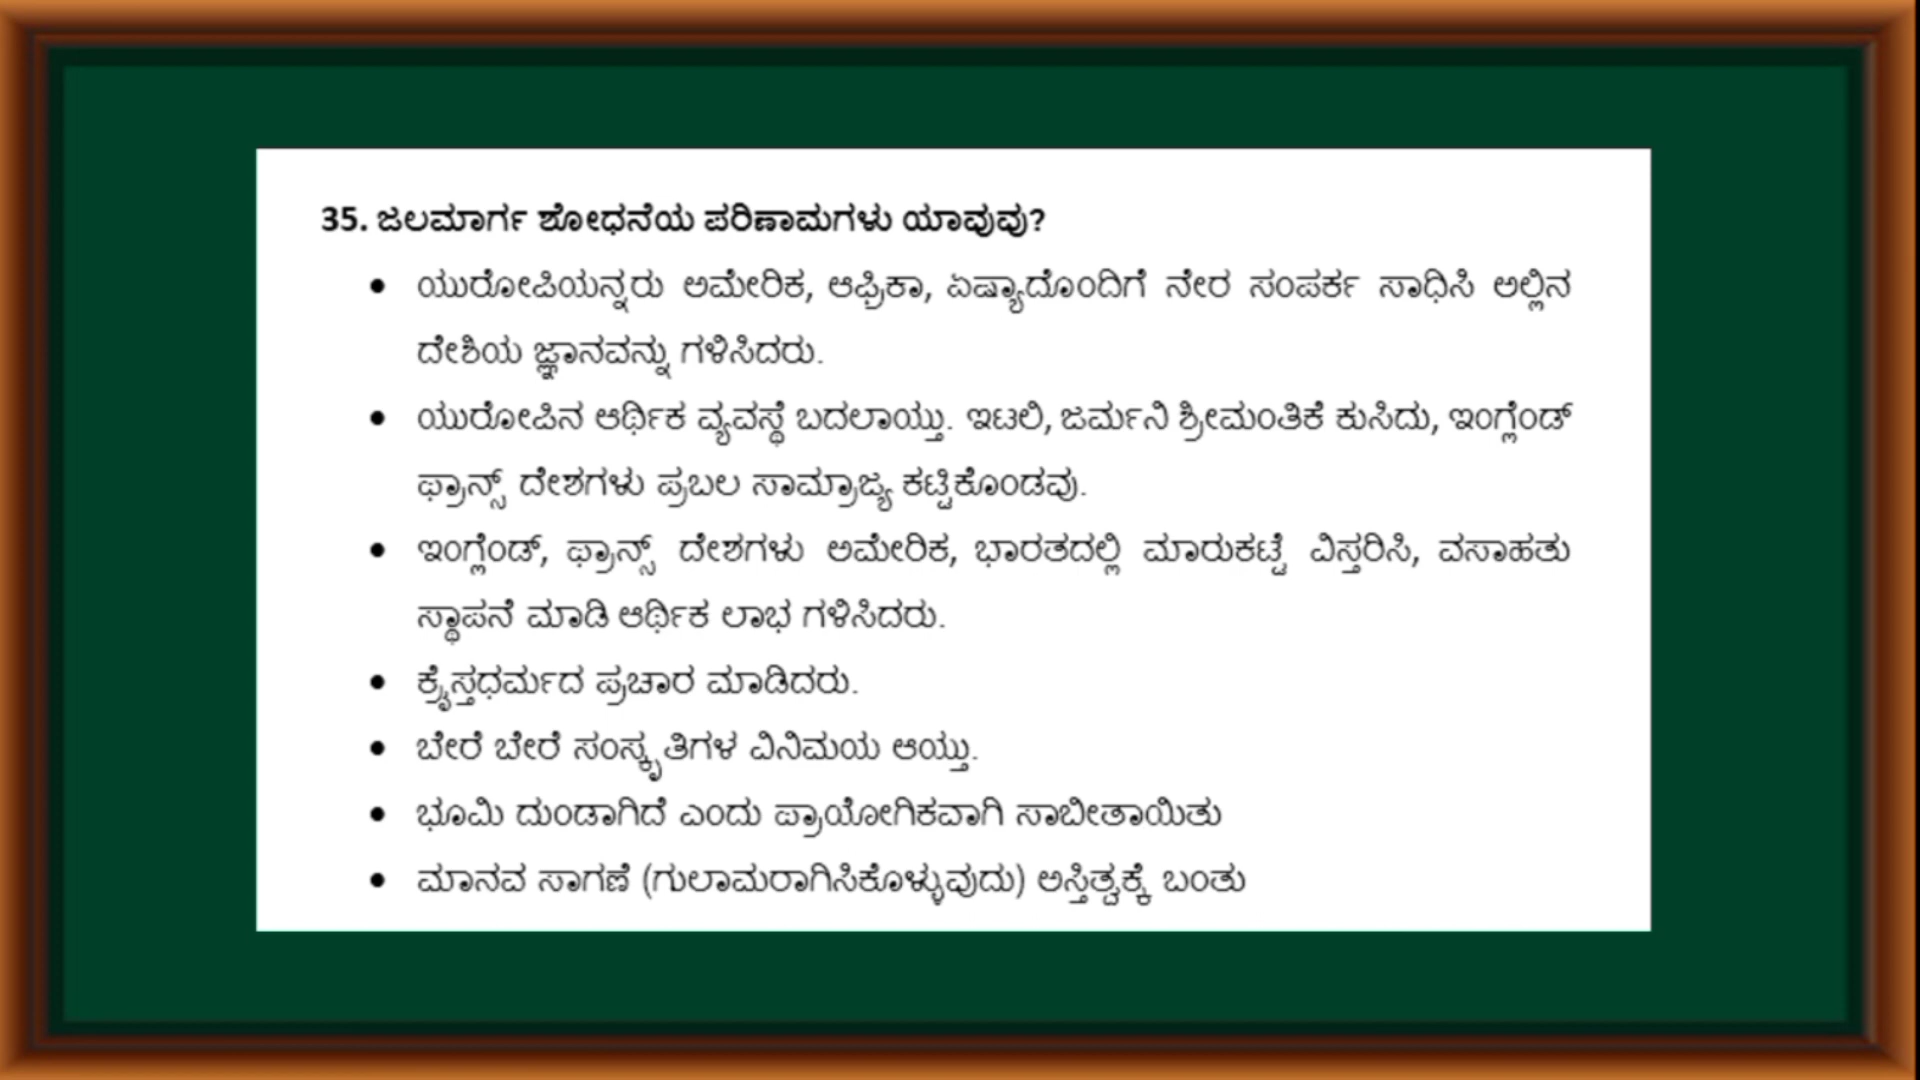 35. ಜಲಮಾರ್ಗ ಶೋಧನೆಯ ಪರಿಣಾಮಗಳು ಯಾವುವು?
• ಯುರೋಪಿಯನ್ನರು ಅಮೇರಿಕ, ಆಫ್ರಿಕಾ, ಏಷ್ಯಾದೊಂದಿಗೆ ನೇರ ಸಂಪರ್ಕ ಸಾಧಿಸಿ ಅಲ್ಲಿನ
ದೇಶಿಯ ಜ್ಞಾನವನ್ನು ಗಳಿಸಿದರು.
• ಯುರೋಪಿನ ಆರ್ಥಿಕ ವ್ಯವಸ್ಥೆ ಬದಲಾಯ್ತು. ಇಟಲಿ, ಜರ್ಮನಿ ಶ್ರೀಮಂತಿಕೆ ಕುಸಿದು, ಇಂಗ್ಲೆಂಡ್
ಫ್ರಾನ್ಸ್ ದೇಶಗಳು ಪ್ರಬಲ ಸಾಮ್ರಾಜ್ಯ ಕಟ್ಟಿಕೊಂಡವು.
• ಇಂಗ್ಲೆಂಡ್, ಫ್ರಾನ್ಸ್ ದೇಶಗಳು ಅಮೇರಿಕ, ಭಾರತದಲ್ಲಿ ಮಾರುಕಟ್ಟೆ ವಿಸ್ತರಿಸಿ, ವಸಾಹತು
ಸ್ಥಾಪನೆ ಮಾಡಿ ಆರ್ಥಿಕ ಲಾಭ ಗಳಿಸಿದರು.
• ಕ್ರೈಸ್ತಧರ್ಮದ ಪ್ರಚಾರ ಮಾಡಿದರು.
• ಬೇರೆ ಬೇರೆ ಸಂಸ್ಕೃತಿಗಳ ವಿನಿಮಯ ಆಯ್ತು.
• ಭೂಮಿ ದುಂಡಾಗಿದೆ ಎಂದು ಪ್ರಾಯೋಗಿಕವಾಗಿ ಸಾಬೀತಾಯಿತು
• ಮಾನವ ಸಾಗಣೆ (ಗುಲಾಮರಾಗಿಸಿಕೊಳ್ಳುವುದು) ಅಸ್ತಿತ್ವಕ್ಕೆ ಬಂತು